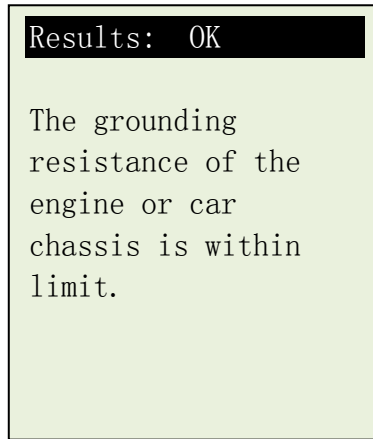 Results:  OK
The grounding
resistance of the
engine or car
chassis is within
limit.